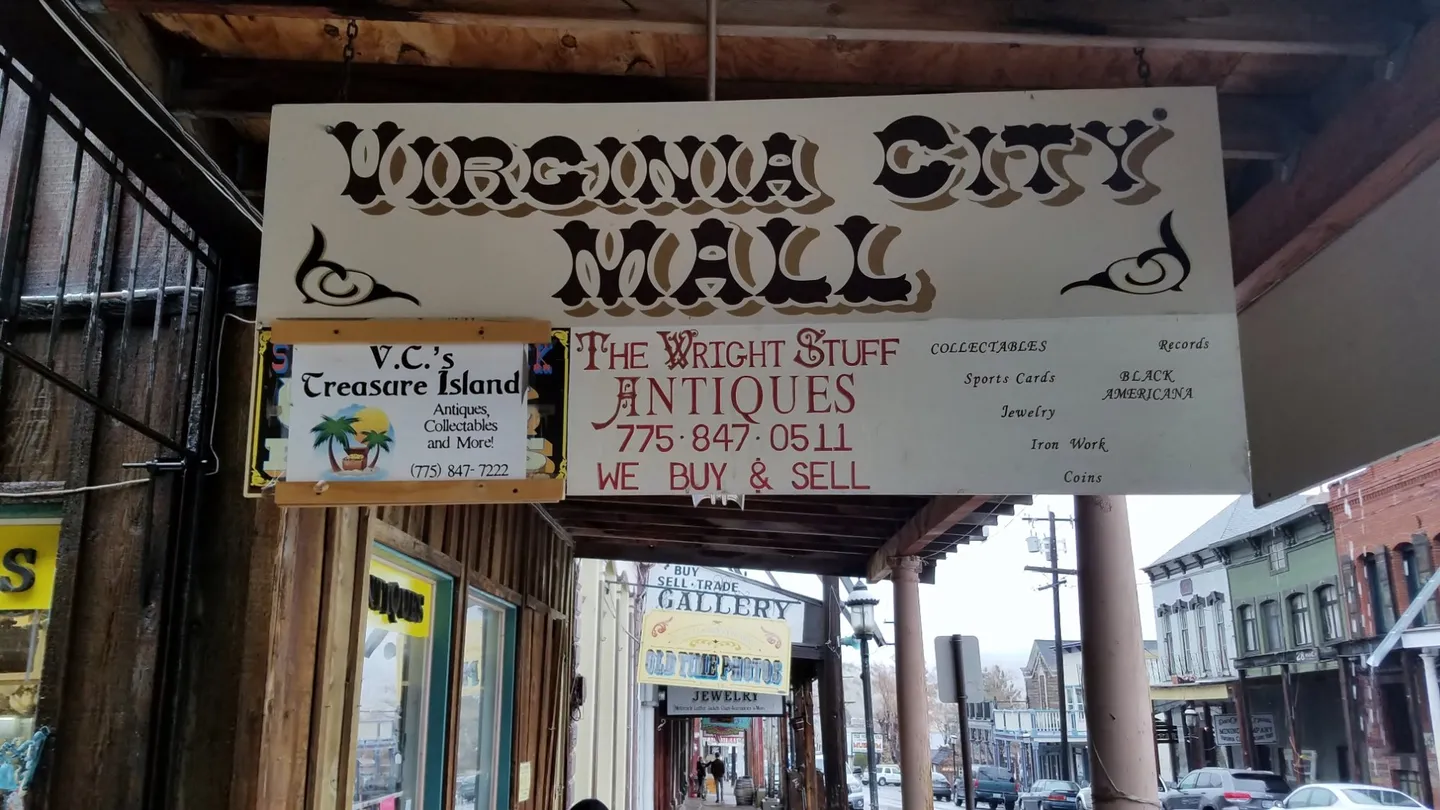 VIRGINIA CITY
MALL
V.C.'s
Treasure Island
Antiques,
Collectables
and More!
(775) 847-7222
THE WRIGHT STUFF
ANTIQUES
775·847·0511
WE BUY & SELL
COLLECTABLES
Records
Sports Cards
BLACK
AMERICANA
Jewelry
Iron Work
Coins
S
BUY
SELL·TRADE
GALLERY
OLD TIME PHOTOS
JEWELRY